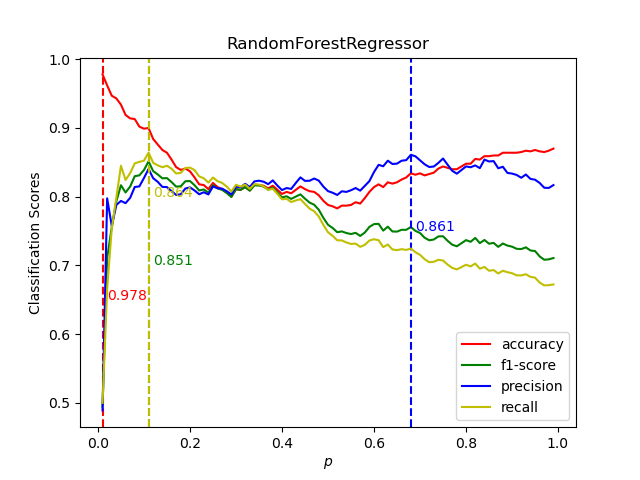 RandomForestRegressor
Classification Scores
1.0
0.9
0.8
0.7
0.6
0.5
0.864
0.861
0.851
0.978
accuracy
f1-score
precision
recall
0.0
0.2
0.4
0.6
0.8
1.0
p